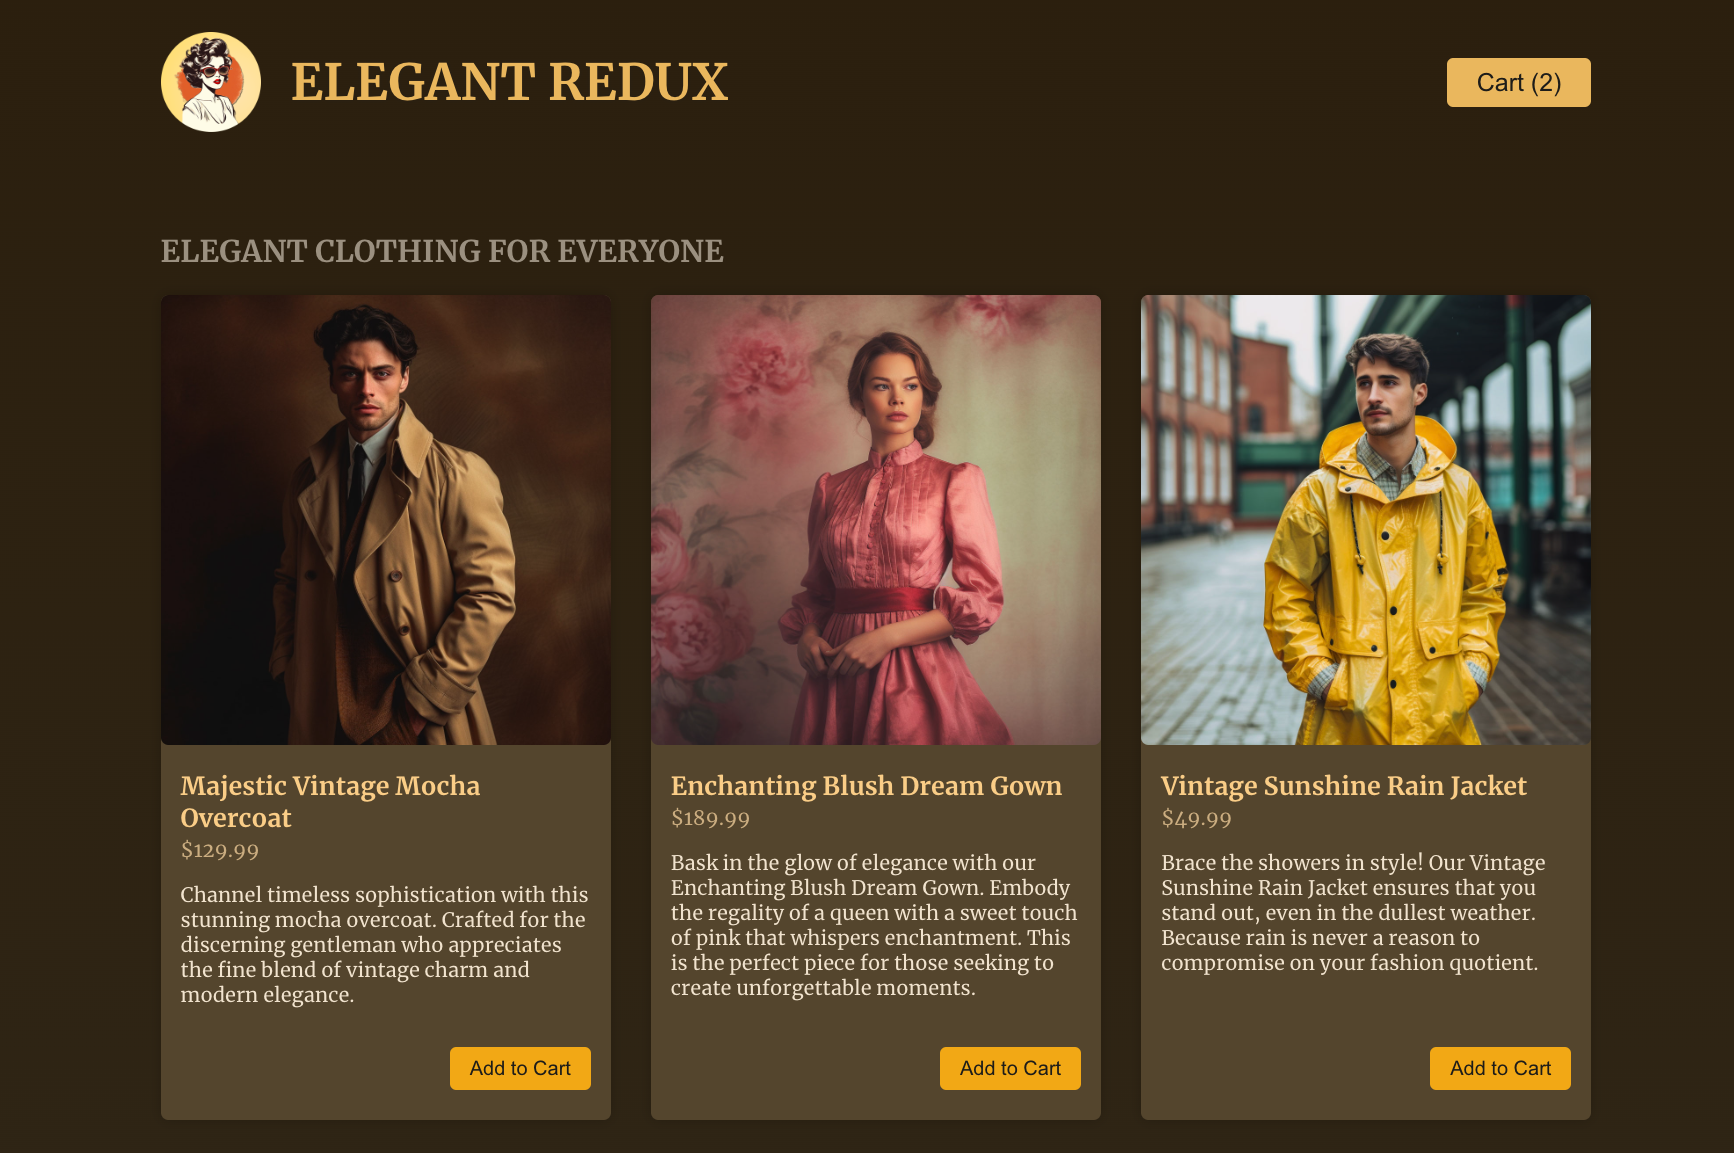 ELEGANT REDUX
Cart (2)
ELEGANT CLOTHING FOR EVERYONE
Majestic Vintage Mocha
Overcoat
$129.99
Channel timeless sophistication with this
stunning mocha overcoat. Crafted for the
discerning gentleman who appreciates
the fine blend of vintage charm and
modern elegance.
Add to Cart
Enchanting Blush Dream Gown
$189.99
Bask in the glow of elegance with our
Enchanting Blush Dream Gown. Embody
the regality of a queen with a sweet touch
of pink that whispers enchantment. This
is the perfect piece for those seeking to
create unforgettable moments.
Add to Cart
Vintage Sunshine Rain Jacket
$49.99
Brace the showers in style! Our Vintage
Sunshine Rain Jacket ensures that you
stand out, even in the dullest weather.
Because rain is never a reason to
compromise on your fashion quotient.
Add to Cart